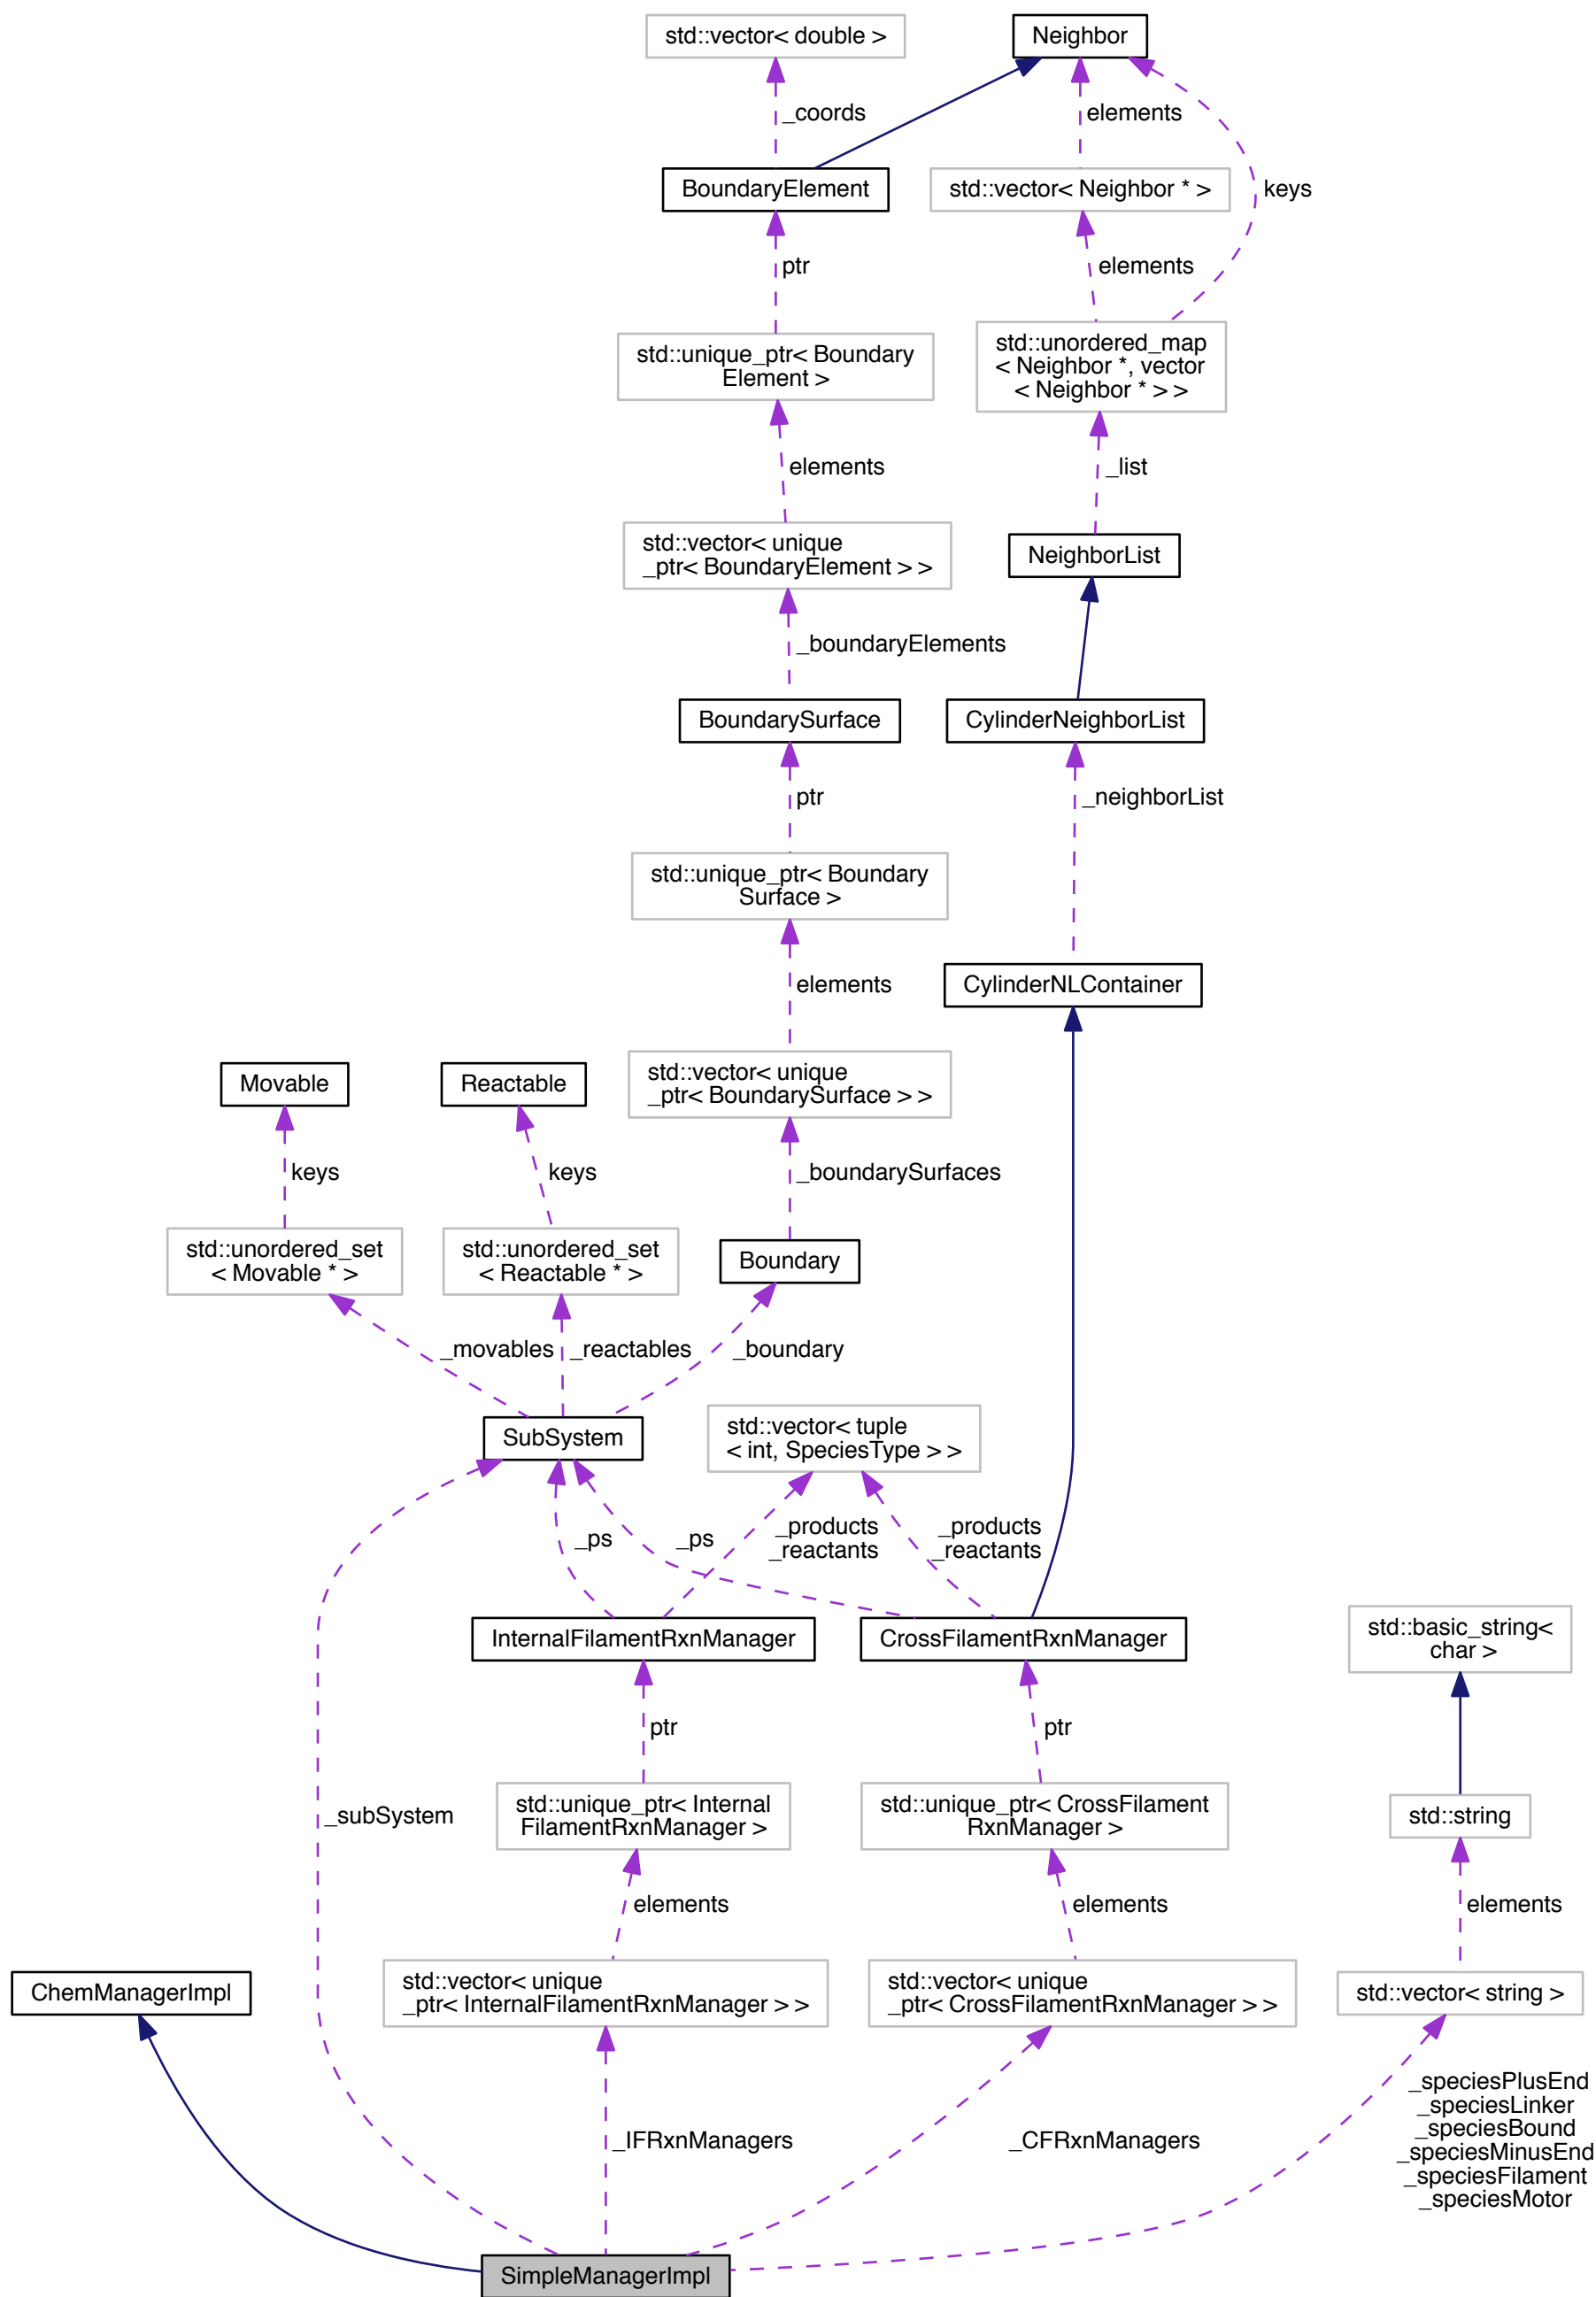 std::vector< double >
Neighbor
_coords
elements
BoundaryElement
std::vector< Neighbor * >
keys
ptr
elements
std::unique_ptr< Boundary
Element >
std::unordered_map
< Neighbor *, vector
< Neighbor * > >
elements
_list
std::vector< unique
_ptr< BoundaryElement > >
NeighborList
_boundaryElements
BoundarySurface
CylinderNeighborList
ptr
_neighborList
std::unique_ptr< Boundary
Surface >
elements
CylinderNLContainer
Movable
Reactable
std::vector< unique
_ptr< BoundarySurface > >
keys
keys
_boundarySurfaces
std::unordered_set
< Movable * >
std::unordered_set
< Reactable * >
Boundary
_movables
_reactables
_boundary
SubSystem
std::vector< tuple
< int, SpeciesType > >
_ps
_ps
_products
_reactants
_products
_reactants
InternalFilamentRxnManager
CrossFilamentRxnManager
std::basic_string<
char >
ptr
ptr
_subSystem
std::unique_ptr< Internal
FilamentRxnManager >
std::unique_ptr< CrossFilament
RxnManager >
std::string
elements
elements
elements
ChemManagerImpl
std::vector< unique
_ptr< InternalFilamentRxnManager > >
std::vector< unique
_ptr< CrossFilamentRxnManager > >
std::vector< string >
_IFRxnManagers
_CFRxnManagers
_speciesPlusEnd
_speciesLinker
_speciesBound
_speciesMinusEnd
_speciesFilament
_speciesMotor
SimpleManagerImpl